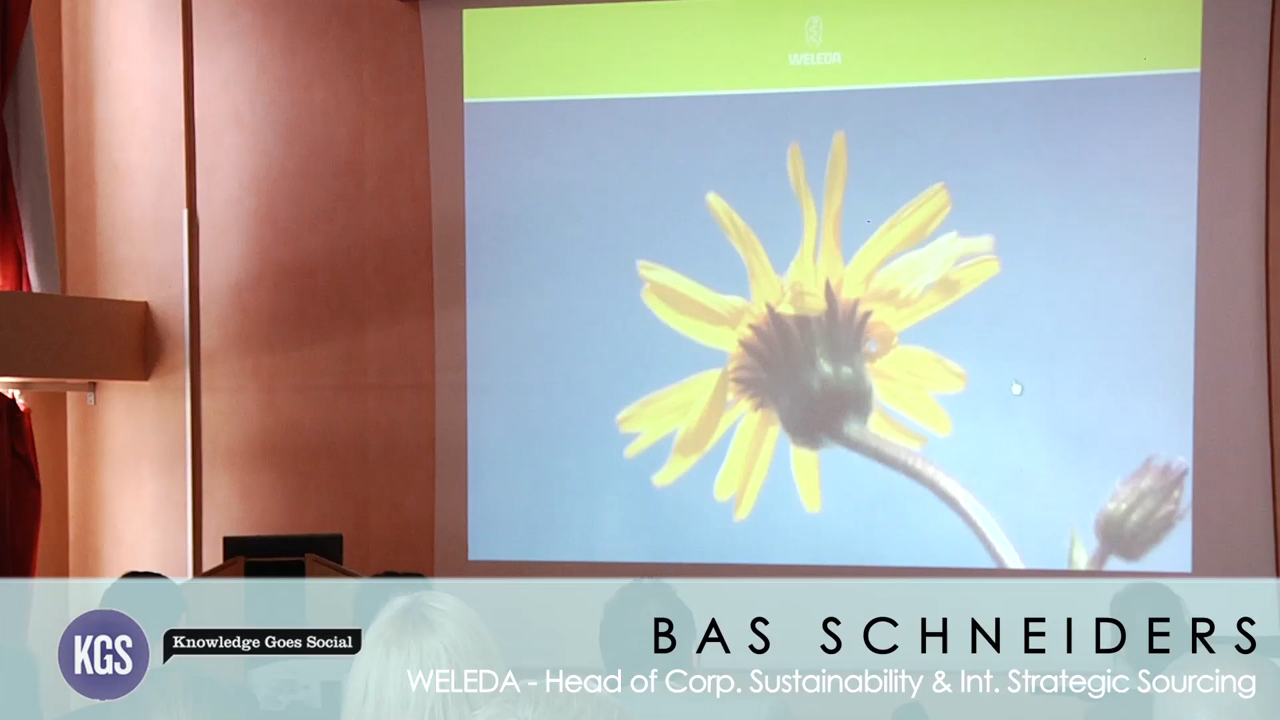 WELEDA
KGS
Knowledge Goes Social
BAS SCHNEIDERS
WELEDA - Head of Corp. Sustainability & Int. Strategic Sourcing